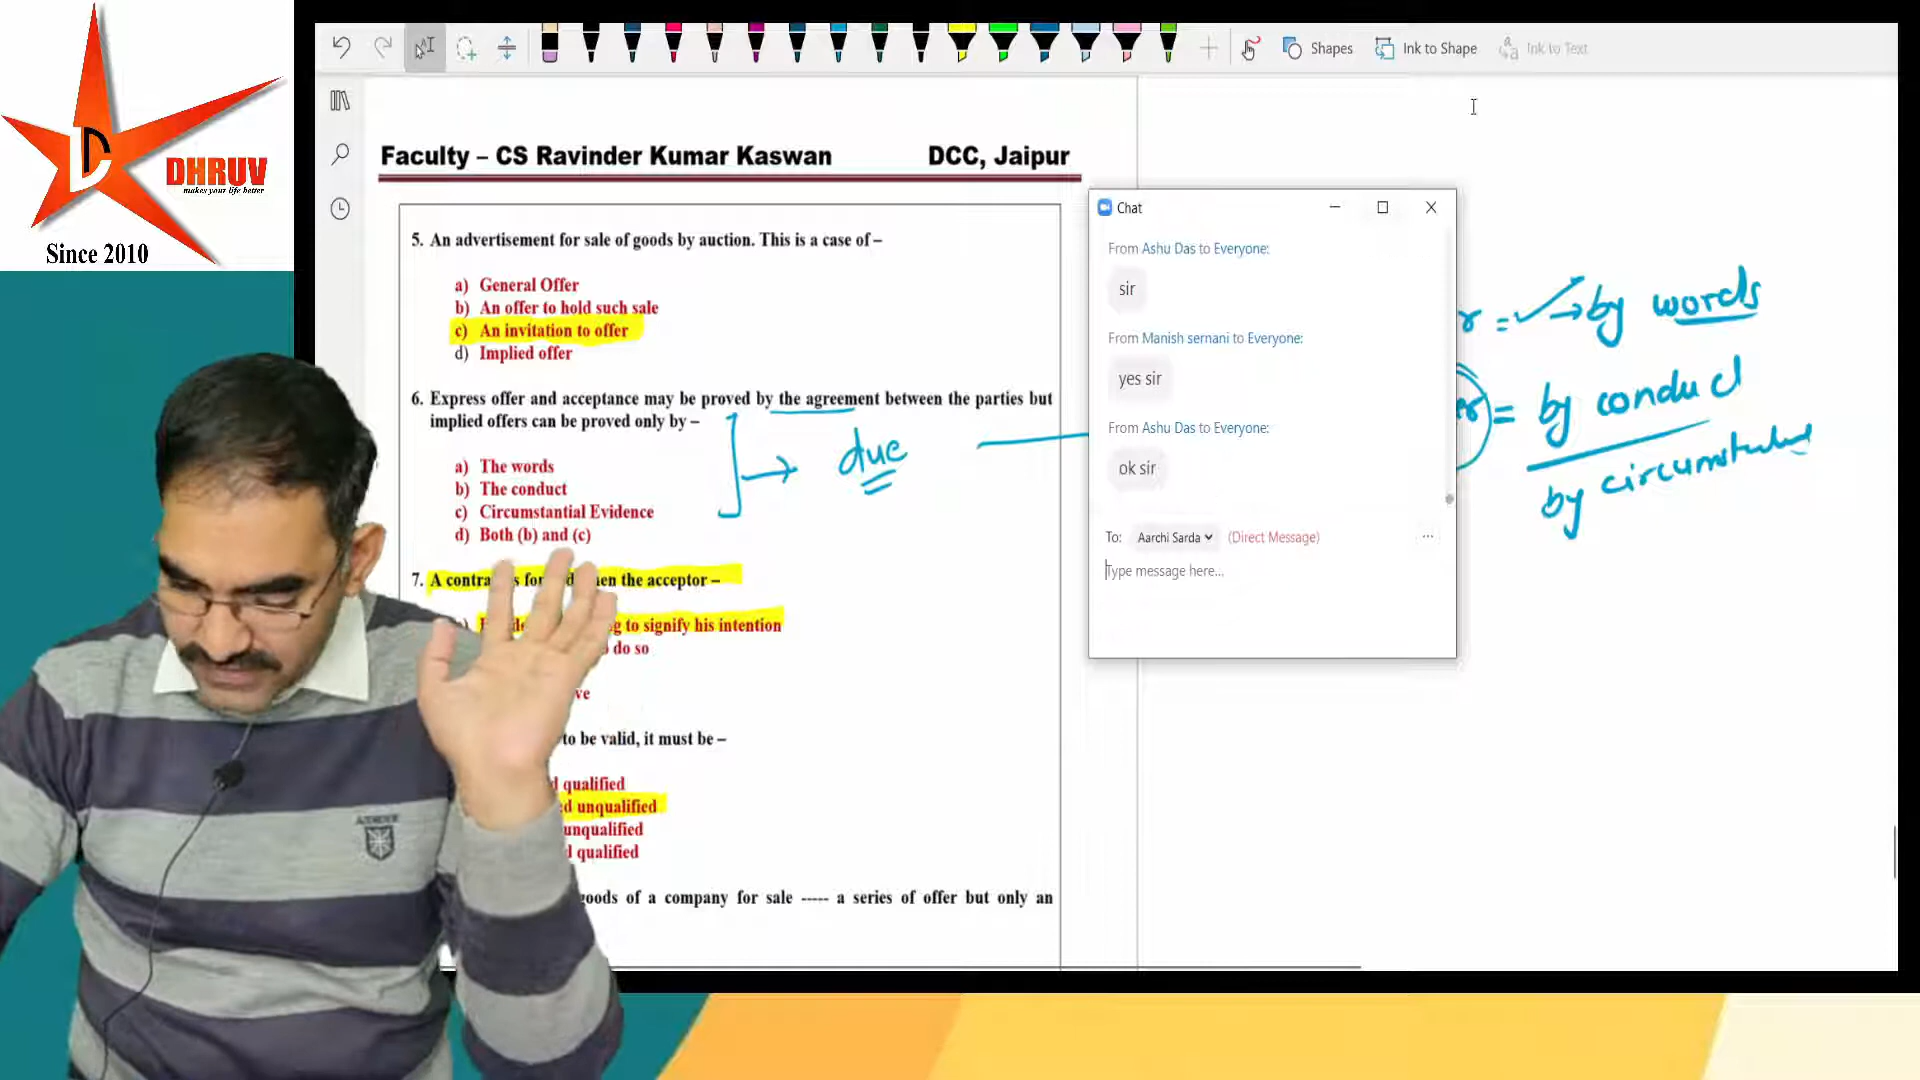 DC
DHRUV
makes your life better
Since 2010
Shapes
Ink to Shape
Ink to Text
Faculty – CS Ravinder Kumar Kaswan DCC, Jaipur
5. An advertisement for sale of goods by auction. This is a case of –
a) General Offer
b) An offer to hold such sale
c) An invitation to offer
d) Implied offer
6. Express offer and acceptance may be proved by the agreement between the parties but
implied offers can be proved only by –
a) The words
b) The conduct
c) Circumstantial Evidence
d) Both (b) and (c)
due
7. A the acceptor –
to signify his intention
do so
to be valid, it must be –
qualified
unqualified
unqualified
qualified
goods of a company for sale ----- a series of offer but only an
Chat
From Ashu Das to Everyone:
sir
From Manish sernani to Everyone:
yes sir
From Ashu Das to Everyone:
ok sir
To: Aarchi Sarda (Direct Message)
Type message here...
= → by words
= by conduct
by